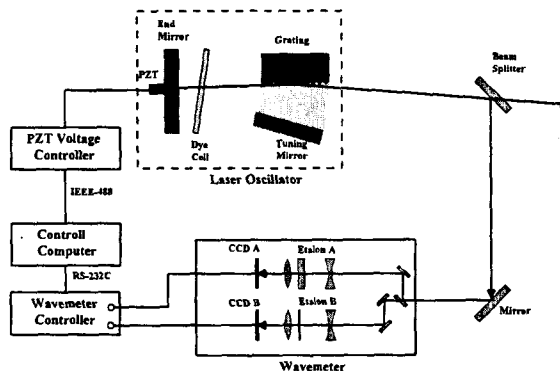 End
Mirror
Grating
PZT
Beam
Splitter
Dye
Cell
Tuning
Mirror
PZT Voltage
Controller
Laser Oscillator
IEEE-488
Controll
Computer
RS-232C
Wavemeter
Controller
CCD A
Etalon A
CCD B
Etalon B
Mirror
Wavemeter